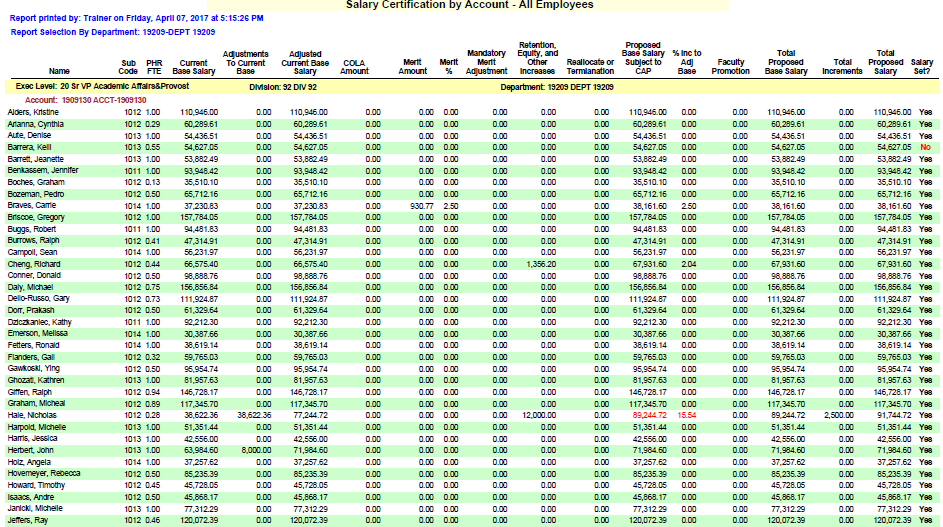 Salary Certification by Account - All Employees
Report printed by: Trainer on Friday, April 07, 2017 at 5:15:26 PM
Report Selection By Department: 19209-DEPT 19209
Name Sub Code PHR FTE Current Base Salary Adjustments To Current Base Adjusted Current Base Salary COLA Amount Merit Amount Merit % Mandatory Merit Adjustment Retention, Equity, and Other Increases Reallocate or Termianation Proposed Base Salary Subject to CAP % Inc to Adj Base Faculty Promotion Total Proposed Base Salary Total Increments Total Proposed Salary Salary Set?
Exec Level: 20 Sr VP Academic Affairs&Provost Division: 92 DIV 92 Department: 19209 DEPT 19209
Account: 1909130 ACCT-1909130
Alders, Kristine 1012 1.00 110,946.00 0.00 110,946.00 0.00 0.00 0.00 0.00 0.00 0.00 110,946.00 0.00 0.00 110,946.00 0.00 110,946.00 Yes
Arianna, Cynthia 1012 0.29 60,289.61 0.00 60,289.61 0.00 0.00 0.00 0.00 0.00 0.00 60,289.61 0.00 0.00 60,289.61 0.00 60,289.61 Yes
Aute, Denise 1013 1.00 54,436.51 0.00 54,436.51 0.00 0.00 0.00 0.00 0.00 0.00 54,436.51 0.00 0.00 54,436.51 0.00 54,436.51 Yes
Barrera, Kelli 1013 0.55 54,627.05 0.00 54,627.05 0.00 0.00 0.00 0.00 0.00 0.00 54,627.05 0.00 0.00 54,627.05 0.00 54,627.05 No
Barrett, Jeanette 1013 1.00 53,882.49 0.00 53,882.49 0.00 0.00 0.00 0.00 0.00 0.00 53,882.49 0.00 0.00 53,882.49 0.00 53,882.49 Yes
Benkassem, Jennifer 1011 1.00 93,948.42 0.00 93,948.42 0.00 0.00 0.00 0.00 0.00 0.00 93,948.42 0.00 0.00 93,948.42 0.00 93,948.42 Yes
Boches, Graham 1012 0.13 35,510.10 0.00 35,510.10 0.00 0.00 0.00 0.00 0.00 0.00 35,510.10 0.00 0.00 35,510.10 0.00 35,510.10 Yes
Bozeman, Pedro 1012 0.50 65,712.16 0.00 65,712.16 0.00 0.00 0.00 0.00 0.00 0.00 65,712.16 0.00 0.00 65,712.16 0.00 65,712.16 Yes
Braves, Carrie 1014 1.00 37,230.83 0.00 37,230.83 0.00 930.77 2.50 0.00 0.00 0.00 38,161.60 2.50 0.00 38,161.60 0.00 38,161.60 Yes
Briscoe, Gregory 1012 1.00 157,784.05 0.00 157,784.05 0.00 0.00 0.00 0.00 0.00 0.00 157,784.05 0.00 0.00 157,784.05 0.00 157,784.05 Yes
Buggs, Robert 1011 1.00 94,481.83 0.00 94,481.83 0.00 0.00 0.00 0.00 0.00 0.00 94,481.83 0.00 0.00 94,481.83 0.00 94,481.83 Yes
Burrows, Ralph 1012 0.41 47,314.91 0.00 47,314.91 0.00 0.00 0.00 0.00 0.00 0.00 47,314.91 0.00 0.00 47,314.91 0.00 47,314.91 Yes
Campoli, Sean 1014 1.00 56,231.97 0.00 56,231.97 0.00 0.00 0.00 0.00 0.00 0.00 56,231.97 0.00 0.00 56,231.97 0.00 56,231.97 Yes
Cheng, Richard 1012 0.44 66,575.40 0.00 66,575.40 0.00 0.00 0.00 0.00 1,356.20 0.00 67,931.60 2.04 0.00 67,931.60 0.00 67,931.60 Yes
Conner, Donald 1012 0.50 98,888.76 0.00 98,888.76 0.00 0.00 0.00 0.00 0.00 0.00 98,888.76 0.00 0.00 98,888.76 0.00 98,888.76 Yes
Daly, Michael 1012 0.75 156,856.84 0.00 156,856.84 0.00 0.00 0.00 0.00 0.00 0.00 156,856.84 0.00 0.00 156,856.84 0.00 156,856.84 Yes
Dello-Russo, Gary 1012 0.73 111,924.87 0.00 111,924.87 0.00 0.00 0.00 0.00 0.00 0.00 111,924.87 0.00 0.00 111,924.87 0.00 111,924.87 Yes
Dorr, Prakash 1012 0.50 61,329.64 0.00 61,329.64 0.00 0.00 0.00 0.00 0.00 0.00 61,329.64 0.00 0.00 61,329.64 0.00 61,329.64 Yes
Dziczkaniec, Kathy 1011 1.00 92,212.30 0.00 92,212.30 0.00 0.00 0.00 0.00 0.00 0.00 92,212.30 0.00 0.00 92,212.30 0.00 92,212.30 Yes
Emerson, Melissa 1014 1.00 30,387.66 0.00 30,387.66 0.00 0.00 0.00 0.00 0.00 0.00 30,387.66 0.00 0.00 30,387.66 0.00 30,387.66 Yes
Fetters, Ronald 1014 1.00 38,619.14 0.00 38,619.14 0.00 0.00 0.00 0.00 0.00 0.00 38,619.14 0.00 0.00 38,619.14 0.00 38,619.14 Yes
Flanders, Gail 1012 0.32 59,765.03 0.00 59,765.03 0.00 0.00 0.00 0.00 0.00 0.00 59,765.03 0.00 0.00 59,765.03 0.00 59,765.03 Yes
Gawkoski, Ying 1012 0.50 95,954.74 0.00 95,954.74 0.00 0.00 0.00 0.00 0.00 0.00 95,954.74 0.00 0.00 95,954.74 0.00 95,954.74 Yes
Ghozati, Kathren 1013 1.00 81,957.63 0.00 81,957.63 0.00 0.00 0.00 0.00 0.00 0.00 81,957.63 0.00 0.00 81,957.63 0.00 81,957.63 Yes
Giffen, Ralph 1012 0.94 146,728.17 0.00 146,728.17 0.00 0.00 0.00 0.00 0.00 0.00 146,728.17 0.00 0.00 146,728.17 0.00 146,728.17 Yes
Graham, Micheal 1012 0.89 117,345.70 0.00 117,345.70 0.00 0.00 0.00 0.00 0.00 0.00 117,345.70 0.00 0.00 117,345.70 0.00 117,345.70 Yes
Hale, Nicholas 1012 0.28 38,622.36 38,622.36 77,244.72 0.00 0.00 0.00 0.00 12,000.00 0.00 89,244.72 15.54 0.00 89,244.72 2,500.00 91,744.72 Yes
Harpold, Michelle 1013 1.00 51,351.44 0.00 51,351.44 0.00 0.00 0.00 0.00 0.00 0.00 51,351.44 0.00 0.00 51,351.44 0.00 51,351.44 Yes
Harris, Jessica 1013 1.00 42,556.00 0.00 42,556.00 0.00 0.00 0.00 0.00 0.00 0.00 42,556.00 0.00 0.00 42,556.00 0.00 42,556.00 Yes
Herbert, John 1013 1.00 63,984.60 8,000.00 71,984.60 0.00 0.00 0.00 0.00 0.00 0.00 71,984.60 0.00 0.00 71,984.60 0.00 71,984.60 Yes
Holz, Angela 1014 1.00 37,257.62 0.00 37,257.62 0.00 0.00 0.00 0.00 0.00 0.00 37,257.62 0.00 0.00 37,257.62 0.00 37,257.62 Yes
Hovemeyer, Rebecca 1012 0.50 85,235.39 0.00 85,235.39 0.00 0.00 0.00 0.00 0.00 0.00 85,235.39 0.00 0.00 85,235.39 0.00 85,235.39 Yes
Howard, Timothy 1012 0.45 45,728.05 0.00 45,728.05 0.00 0.00 0.00 0.00 0.00 0.00 45,728.05 0.00 0.00 45,728.05 0.00 45,728.05 Yes
Isaacs, Andre 1012 0.50 45,868.17 0.00 45,868.17 0.00 0.00 0.00 0.00 0.00 0.00 45,868.17 0.00 0.00 45,868.17 0.00 45,868.17 Yes
Janicki, Michelle 1013 1.00 77,312.29 0.00 77,312.29 0.00 0.00 0.00 0.00 0.00 0.00 77,312.29 0.00 0.00 77,312.29 0.00 77,312.29 Yes
Jeffers, Ray 1012 0.46 120,072.39 0.00 120,072.39 0.00 0.00 0.00 0.00 0.00 0.00 120,072.39 0.00 0.00 120,072.39 0.00 120,072.39 Yes